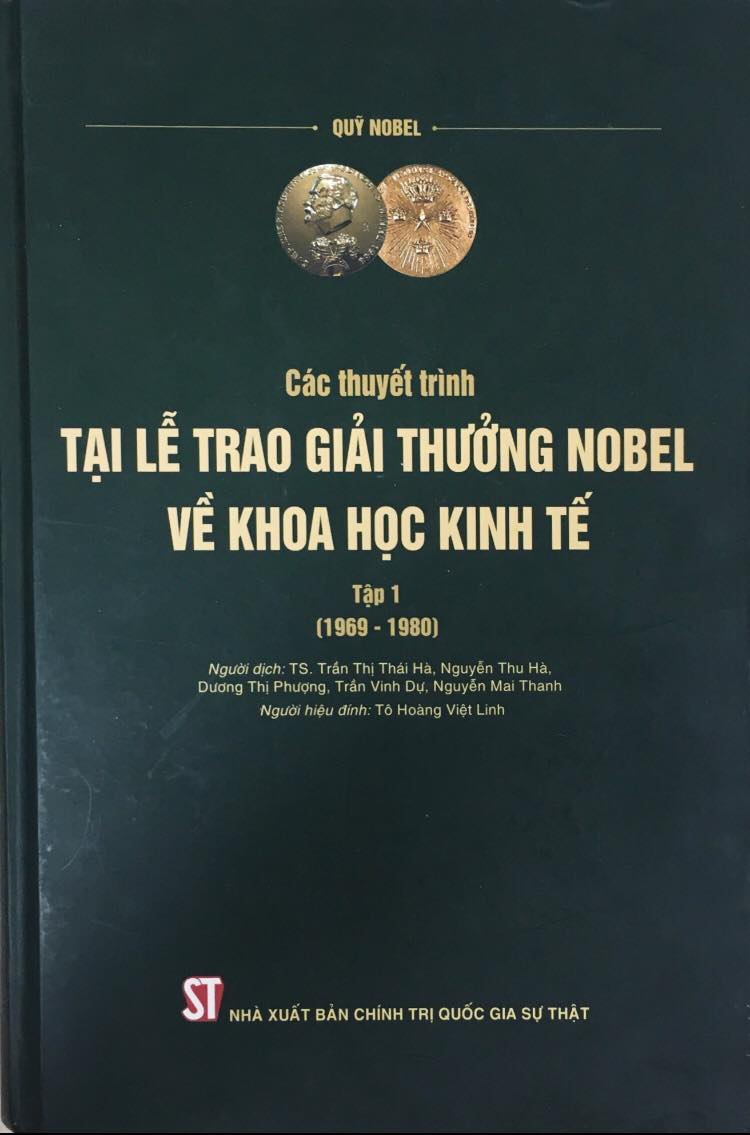 QUỸ NOBEL
Các thuyết trình
TẠI LỄ TRAO GIẢI THƯỞNG NOBEL
VỀ KHOA HỌC KINH TẾ
Tập 1
(1969 - 1980)
Người dịch: TS. Trần Thị Thái Hà, Nguyễn Thu Hà,
Dương Thị Phượng, Trần Vinh Dự, Nguyễn Mai Thanh
Người hiệu đính: Tô Hoàng Việt Linh
ST NHÀ XUẤT BẢN CHÍNH TRỊ QUỐC GIA SỰ THẬT